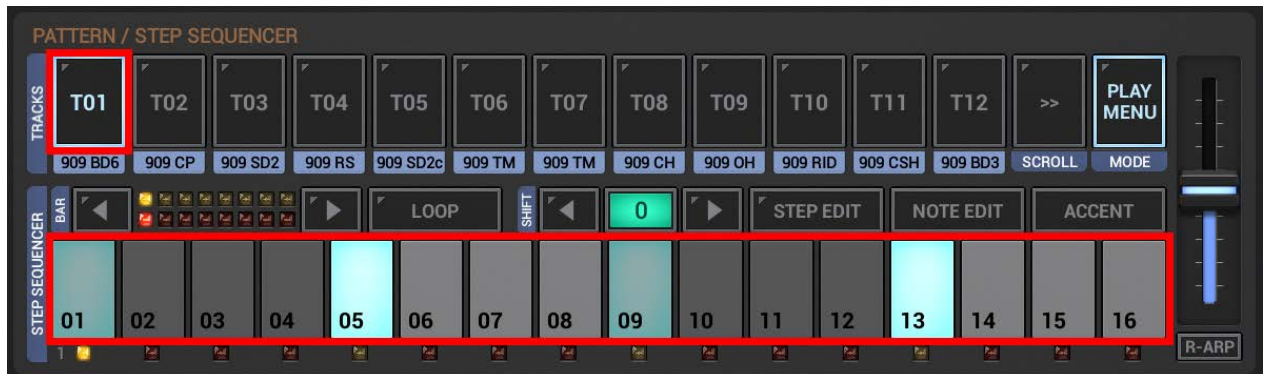 PATTERN / STEP SEQUENCER
TRACKS
T01 T02 T03 T04 T05 T06 T07 T08 T09 T10 T11 T12 >> PLAY MENU
909 BD6 909 CP 909 SD2 909 RS 909 SD2c 909 TM 909 TM 909 CH 909 OH 909 RID 909 CSH 909 BD3 SCROLL MODE
STEP SEQUENCER
BAR LOOP SHIFT 0 STEP EDIT NOTE EDIT ACCENT
01 02 03 04 05 06 07 08 09 10 11 12 13 14 15 16
1 R-ARP